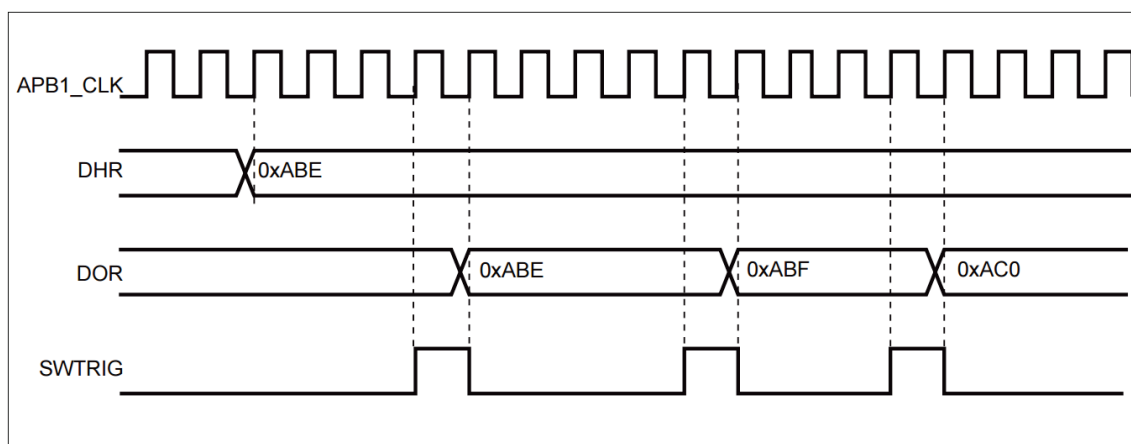 APB1_CLK
DHR
0xABE
DOR
0xABE
0xABF
0xAC0
SWTRIG